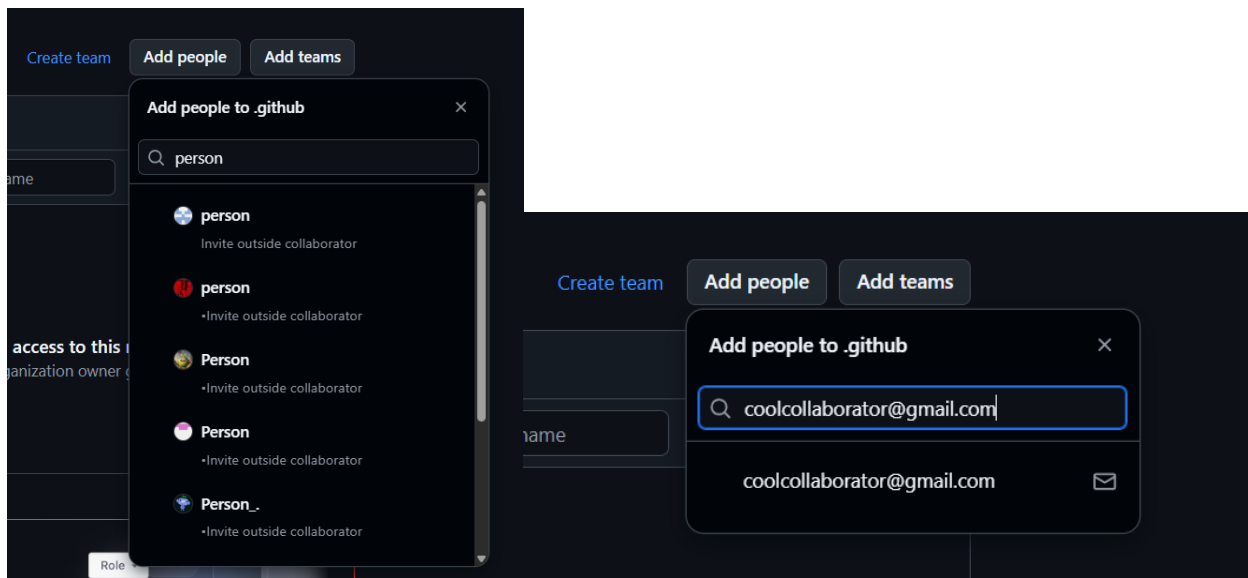 Create team Add people Add teams
Add people to .github
person
ame
person
Invite outside collaborator
person
•Invite outside collaborator
access to this
ganization owner
Person
•Invite outside collaborator
Person
•Invite outside collaborator
Person_.
•Invite outside collaborator
Role
Create team Add people Add teams
Add people to .github
coolcollaborator@gmail.com
name
coolcollaborator@gmail.com